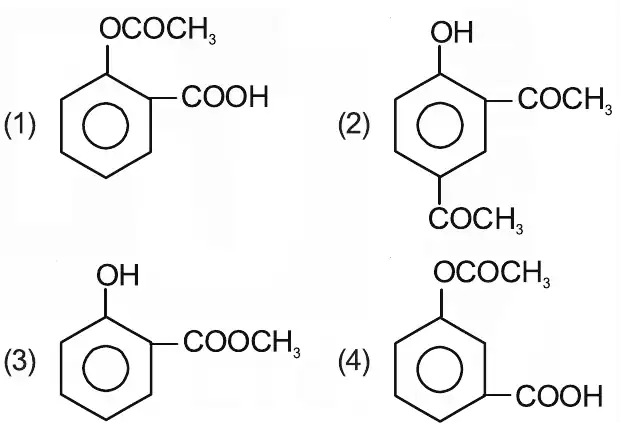 OCOCH₃
(1) COOH
OH
(2) COCH₃
COCH₃
OH
(3) COOCH₃
OCOCH₃
(4) COOH